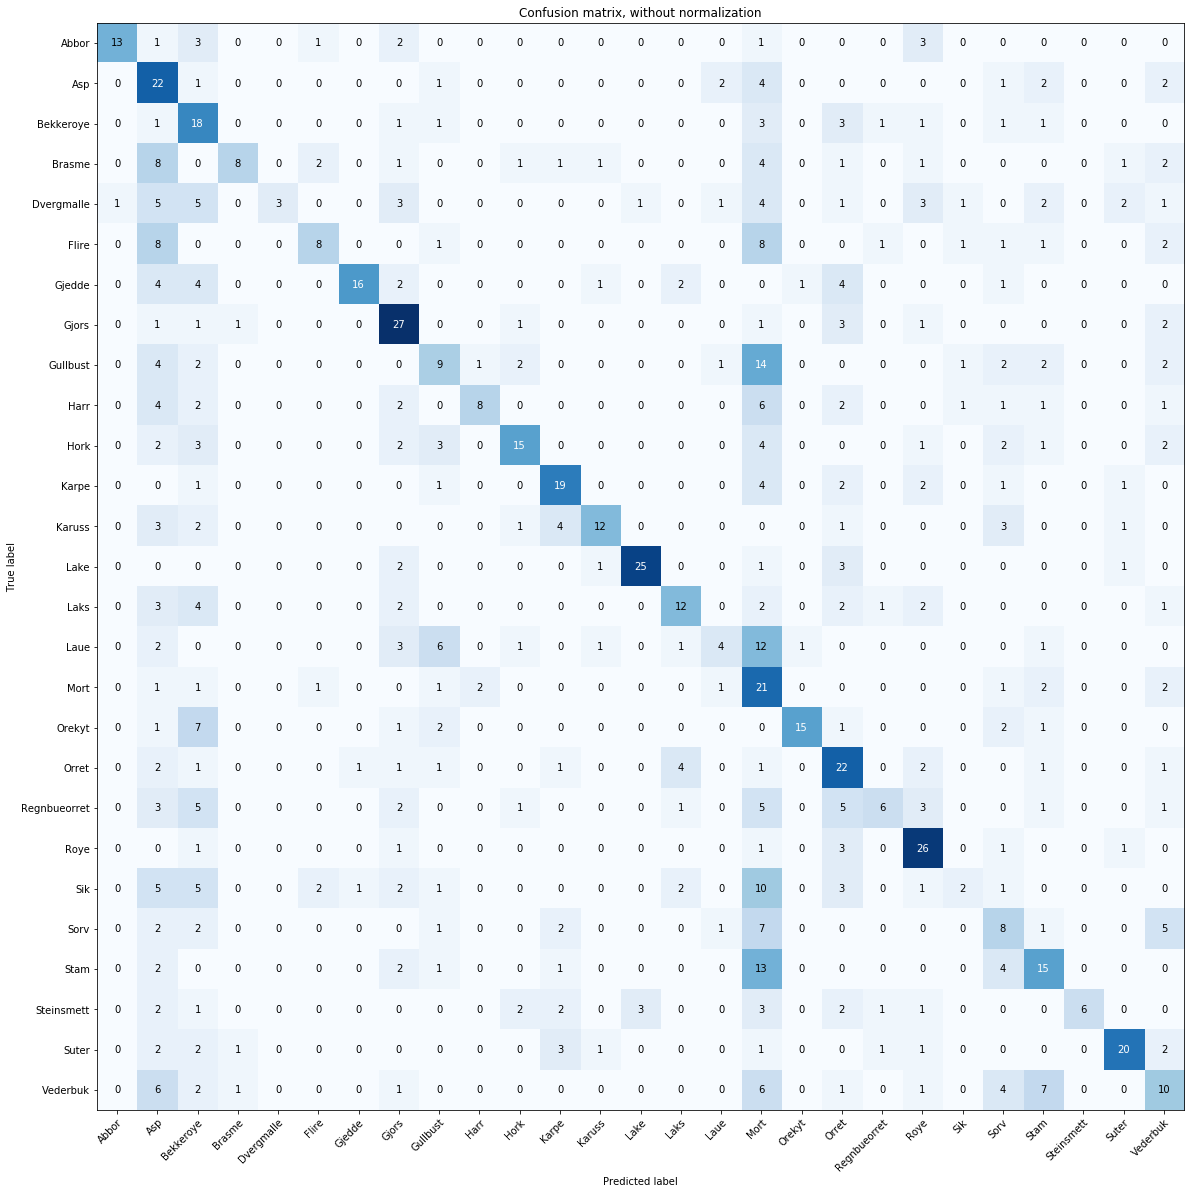 Confusion matrix, without normalization
Abbor 13 1 3 0 0 1 0 2 0 0 0 0 0 0 0 0 1 0 0 0 3 0 0 0 0 0 0
Asp 0 22 1 0 0 0 0 0 1 0 0 0 0 0 0 2 4 0 0 0 0 0 1 2 0 0 2
Bekkeroye 0 1 18 0 0 0 0 1 1 0 0 0 0 0 0 0 3 0 3 1 1 0 1 1 0 0 0
Brasme 0 8 0 8 0 2 0 1 0 0 1 1 1 0 0 0 4 0 1 0 1 0 0 0 0 1 2
Dvergmalle 1 5 5 0 3 0 0 3 0 0 0 0 0 1 0 1 4 0 1 0 3 1 0 2 0 2 1
Flire 0 8 0 0 0 8 0 0 1 0 0 0 0 0 0 0 8 0 0 1 0 1 1 1 0 0 2
Gjedde 0 4 4 0 0 0 16 2 0 0 0 0 1 0 2 0 0 1 4 0 0 0 1 0 0 0 0
Gjors 0 1 1 1 0 0 0 27 0 0 1 0 0 0 0 0 1 0 3 0 1 0 0 0 0 0 2
Gullbust 0 4 2 0 0 0 0 0 9 1 2 0 0 0 0 1 14 0 0 0 0 1 2 2 0 0 2
Harr 0 4 2 0 0 0 0 2 0 8 0 0 0 0 0 0 6 0 2 0 0 1 1 1 0 0 1
Hork 0 2 3 0 0 0 0 2 3 0 15 0 0 0 0 0 4 0 0 0 1 0 2 1 0 0 2
Karpe 0 0 1 0 0 0 0 0 1 0 0 19 0 0 0 0 4 0 2 0 2 0 1 0 0 1 0
Karuss 0 3 2 0 0 0 0 0 0 0 1 4 12 0 0 0 0 0 1 0 0 0 3 0 0 1 0
Lake 0 0 0 0 0 0 0 2 0 0 0 0 1 25 0 0 1 0 3 0 0 0 0 0 0 1 0
Laks 0 3 4 0 0 0 0 2 0 0 0 0 0 0 12 0 2 0 2 1 2 0 0 0 0 0 1
Laue 0 2 0 0 0 0 0 3 6 0 1 0 1 0 1 4 12 1 0 0 0 0 0 1 0 0 0
Mort 0 1 1 0 0 1 0 0 1 2 0 0 0 0 0 1 21 0 0 0 0 0 1 2 0 0 2
Orekyt 0 1 7 0 0 0 0 1 2 0 0 0 0 0 0 0 0 15 1 0 0 0 2 1 0 0 0
Orret 0 2 1 0 0 0 1 1 1 0 0 1 0 0 4 0 1 0 22 0 2 0 0 1 0 0 1
Regnbueorret 0 3 5 0 0 0 0 2 0 0 1 0 0 0 1 0 5 0 5 6 3 0 0 1 0 0 1
Roye 0 0 1 0 0 0 0 1 0 0 0 0 0 0 0 0 1 0 3 0 26 0 1 0 0 1 0
Sik 0 5 5 0 0 2 1 2 1 0 0 0 0 0 2 0 10 0 3 0 1 2 1 0 0 0 0
Sorv 0 2 2 0 0 0 0 0 1 0 0 2 0 0 0 1 7 0 0 0 0 0 8 1 0 0 5
Stam 0 2 0 0 0 0 0 2 1 0 0 1 0 0 0 0 13 0 0 0 0 0 4 15 0 0 0
Steinsmett 0 2 1 0 0 0 0 0 0 0 2 2 0 3 0 0 3 0 2 1 1 0 0 0 6 0 0
Suter 0 2 2 1 0 0 0 0 0 0 0 3 1 0 0 0 1 0 0 1 1 0 0 0 0 20 2
Vederbuk 0 6 2 1 0 0 0 1 0 0 0 0 0 0 0 0 6 0 1 0 1 0 4 7 0 0 10
True label
Abbor Asp Bekkeroye Brasme Dvergmalle Flire Gjedde Gjors Gullbust Harr Hork Karpe Karuss Lake Laks Laue Mort Orekyt Orret Regnbueorret Roye Sik Sorv Stam Steinsmett Suter Vederbuk
Predicted label